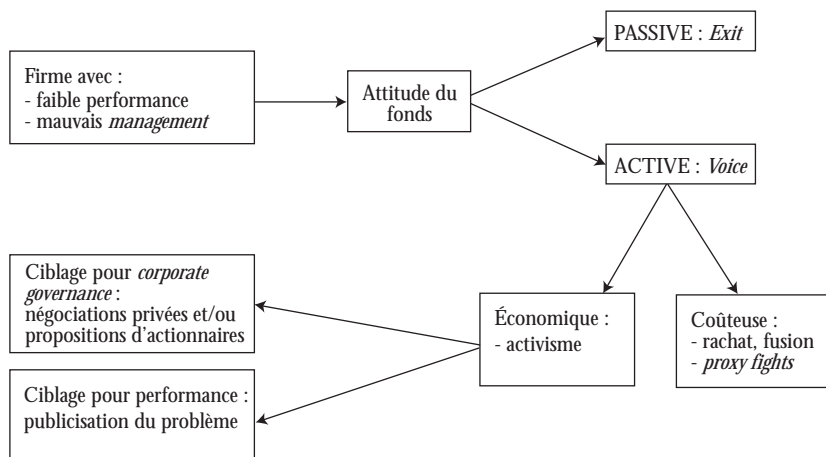 PASSIVE : Exit
Firme avec :
- faible performance
- mauvais management
Attitude du
fonds
ACTIVE : Voice
Ciblage pour corporate
governance :
négociations privées et/ou
propositions d'actionnaires
Économique :
- activisme
Coûteuse :
- rachat, fusion
- proxy fights
Ciblage pour performance :
publicisation du problème